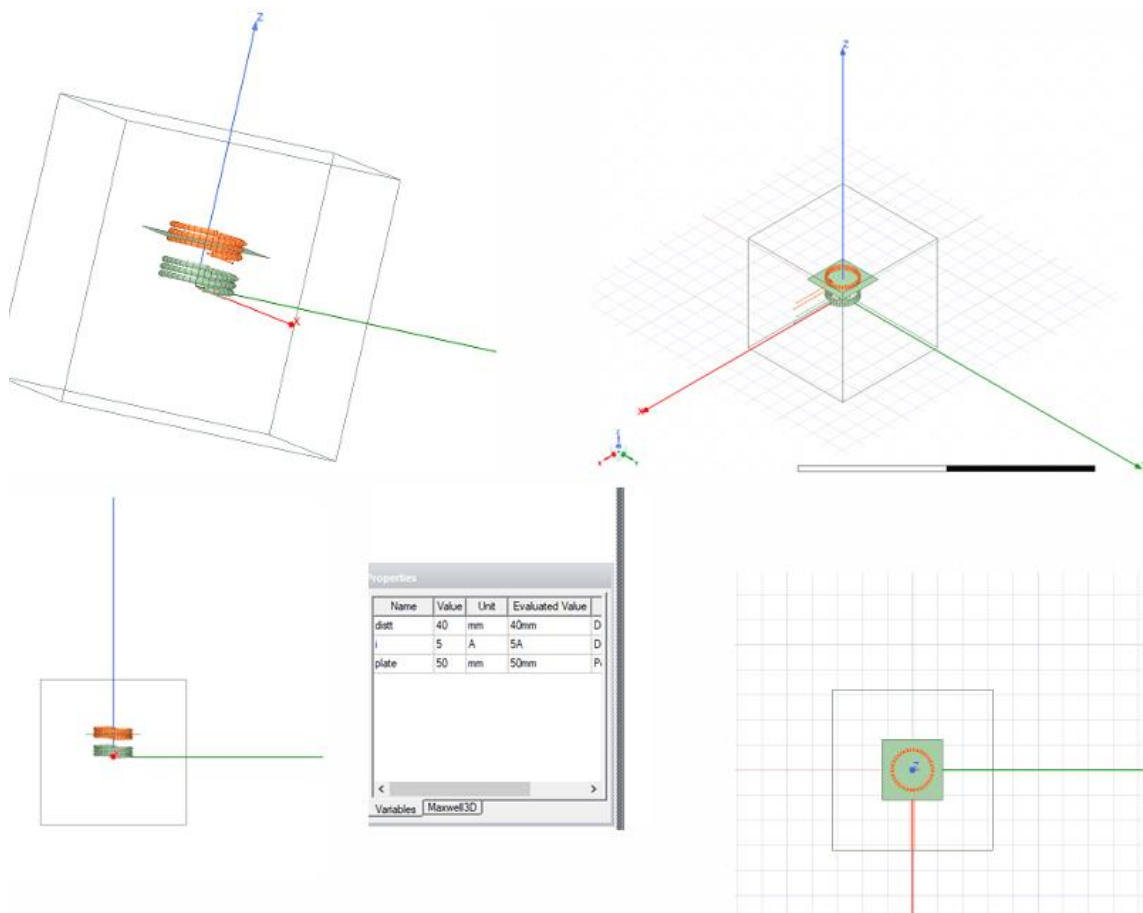 Z
X
Z
X
Z
X
Y
Properties
Name Value Unit Evaluated Value
distt 40 mm 40mm D
i 5 A 5A D
plate 50 mm 50mm
Variables Maxwell3D
Z